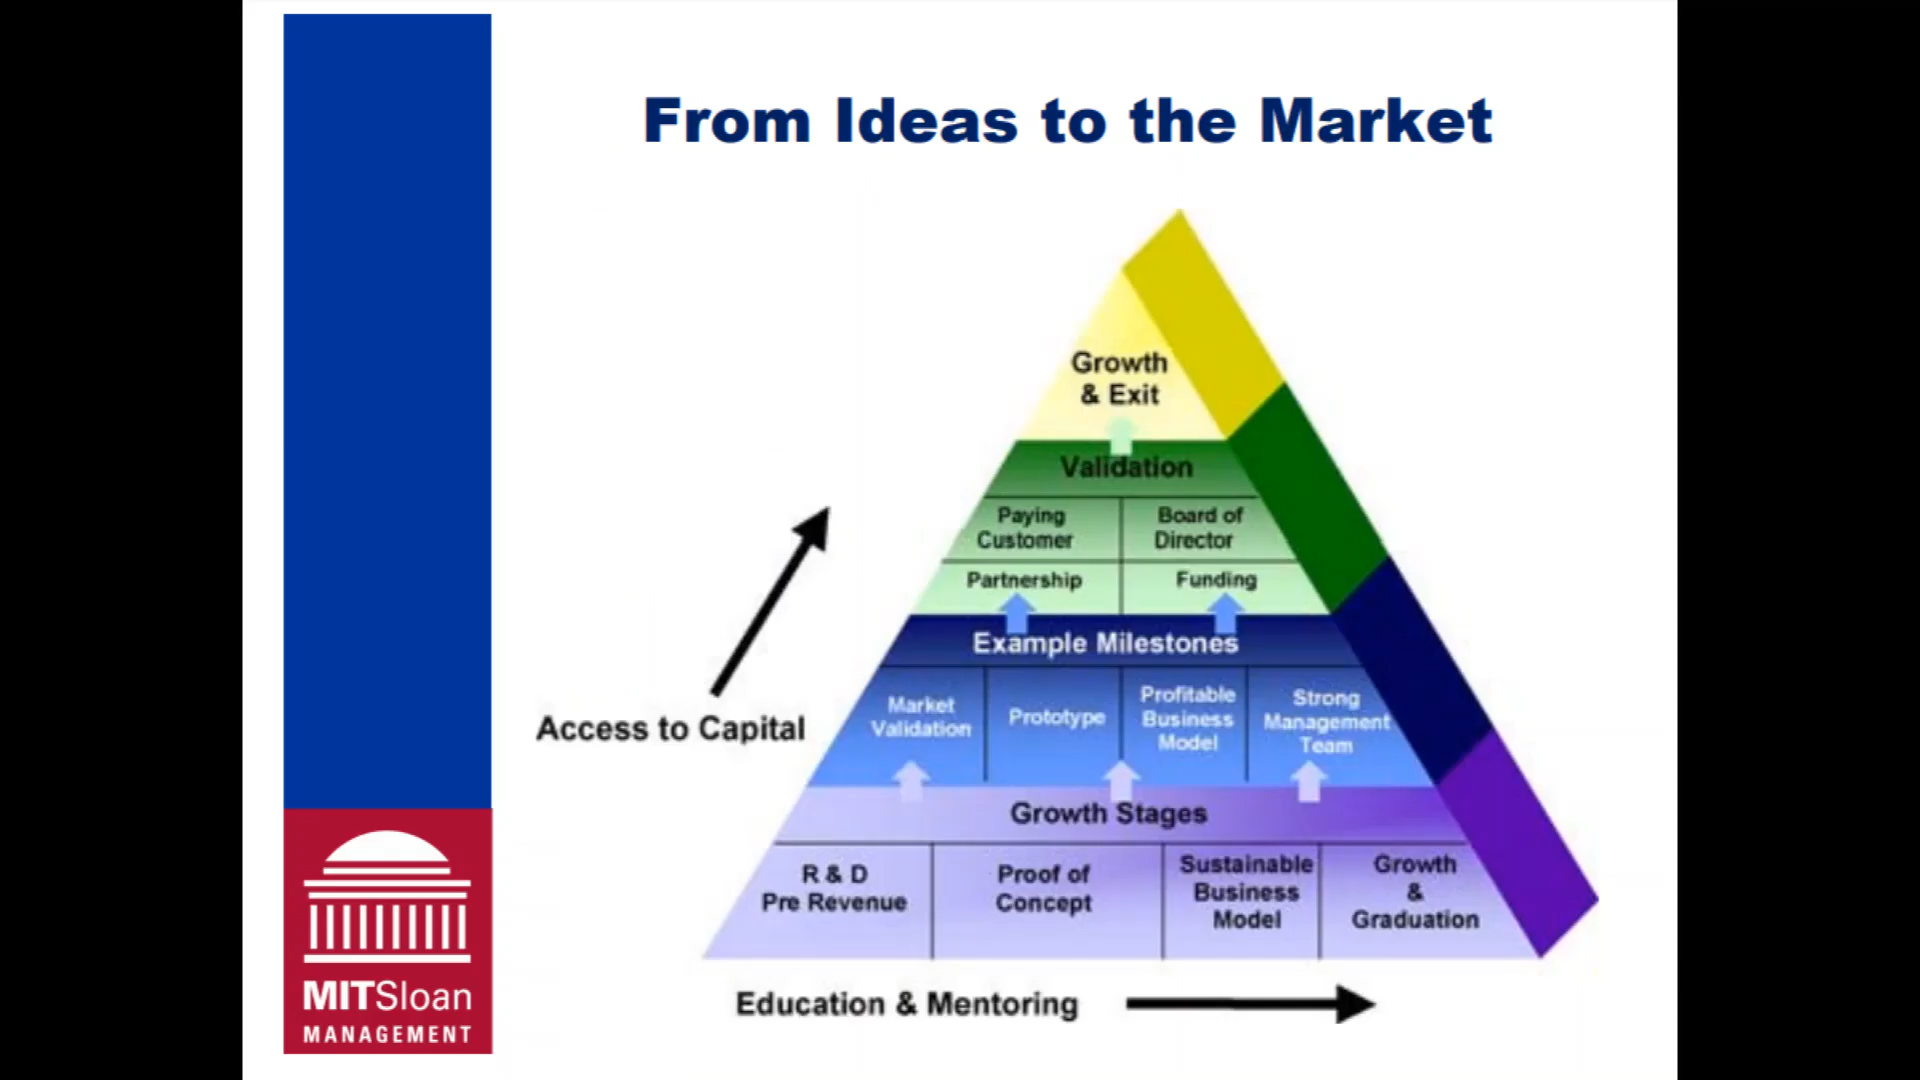 From Ideas to the Market
Growth
& Exit
Validation
Paying
Customer
Board of
Director
Partnership
Funding
Example Milestones
Market
Validation
Prototype
Profitable
Business
Model
Strong
Management
Team
Access to Capital
Growth Stages
R & D
Pre Revenue
Proof of
Concept
Sustainable
Business
Model
Growth
&
Graduation
Education & Mentoring
MITSloan
MANAGEMENT